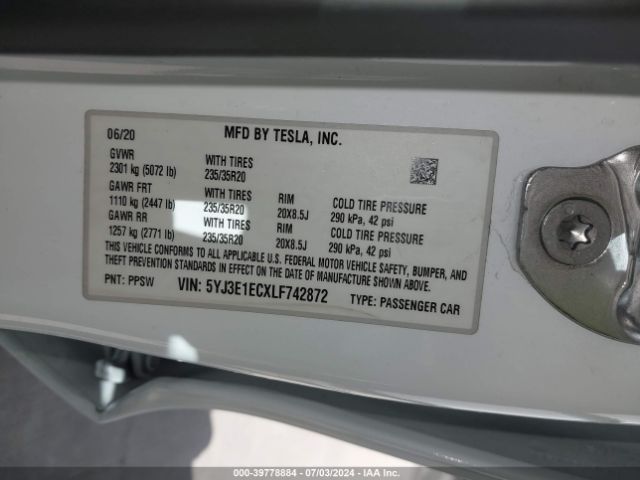 06/20 MFD BY TESLA, INC.
GVWR WITH TIRES
2301 kg (5072 lb) 235/35R20
GAWR FRT WITH TIRES RIM COLD TIRE PRESSURE
1110 kg (2447 lb) 235/35R20 20X8.5J 290 kPa, 42 psi
GAWR RR WITH TIRES RIM COLD TIRE PRESSURE
1257 kg (2771 lb) 235/35R20 20X8.5J 290 kPa, 42 psi
THIS VEHICLE CONFORMS TO ALL APPLICABLE U.S. FEDERAL MOTOR VEHICLE SAFETY, BUMPER, AND
THEFT PREVENTION STANDARDS IN EFFECT ON THE DATE OF MANUFACTURE SHOWN ABOVE.
PNT: PPSW VIN: 5YJ3E1ECXLF742872 TYPE: PASSENGER CAR
000-39778884 - 07/03/2024 - IAA Inc.